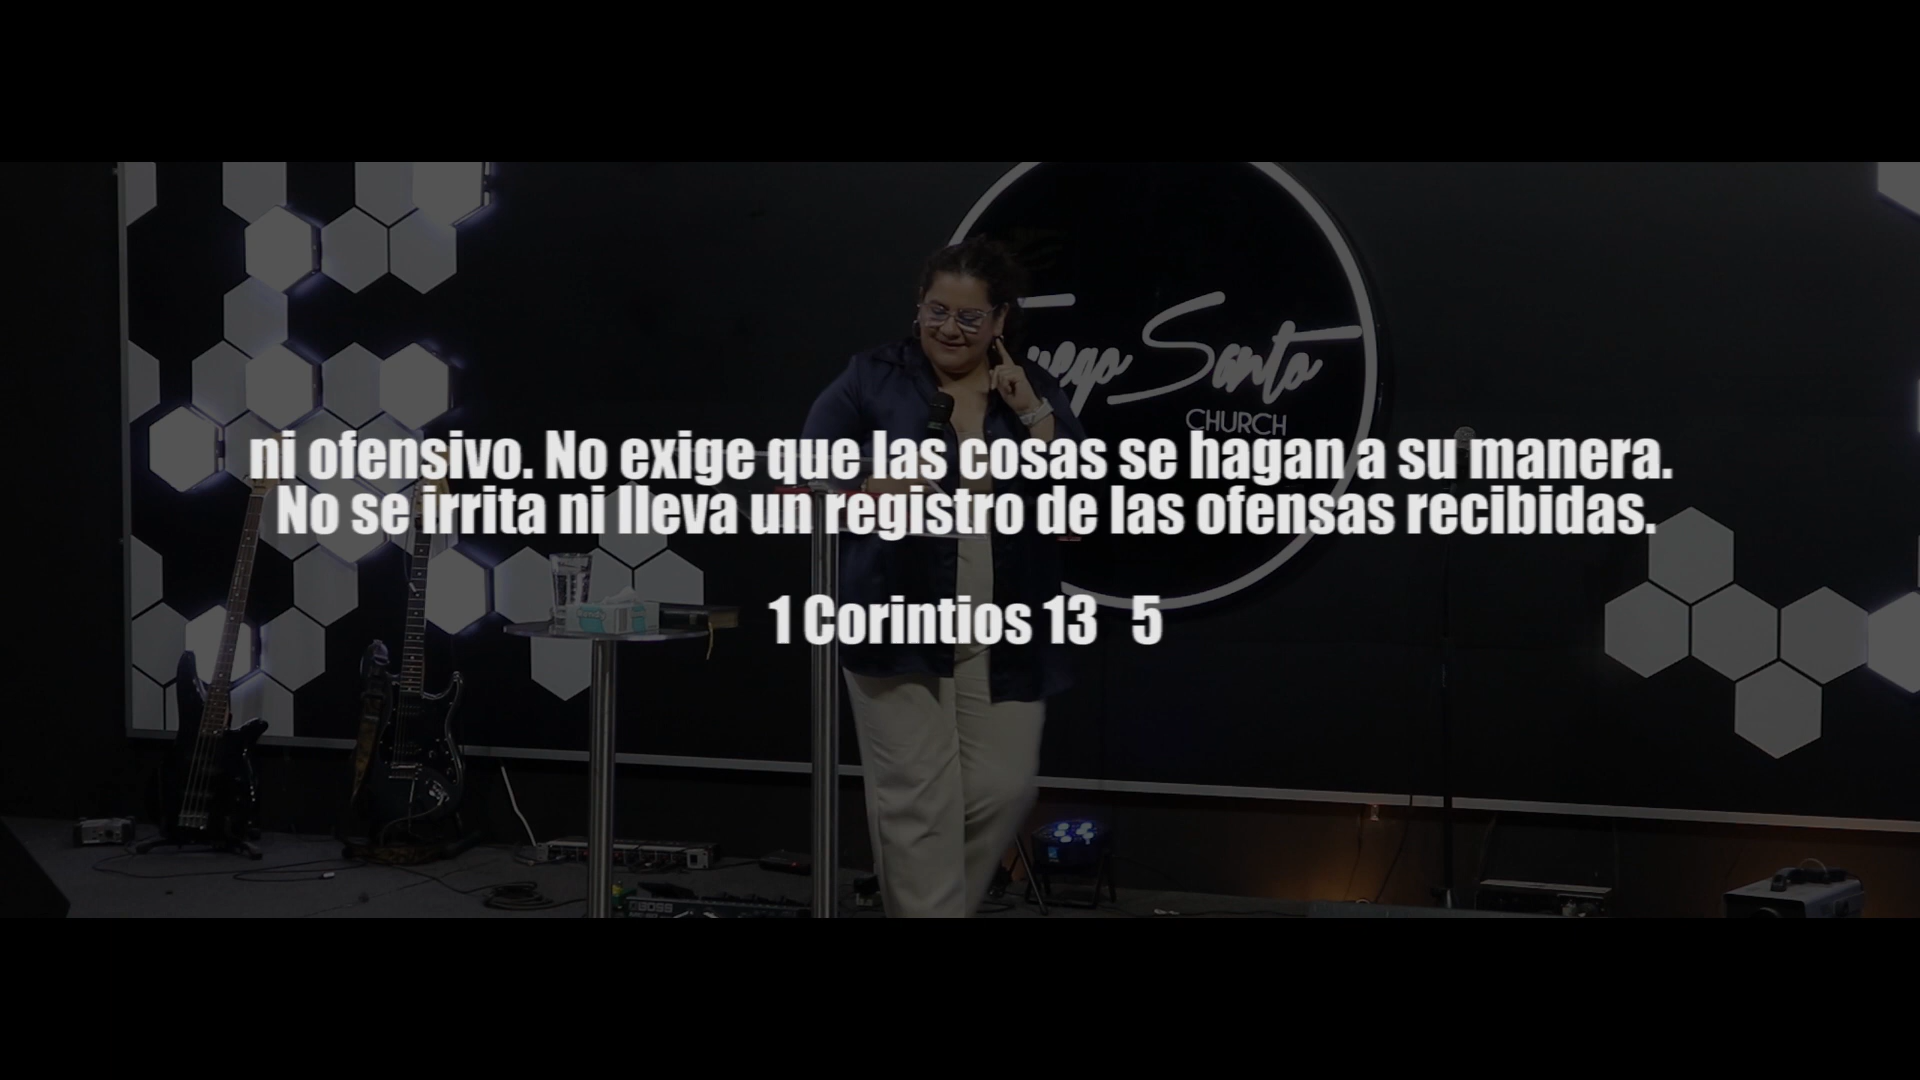 Santo
CHURCH
ni ofensivo. No exige que las cosas se hagan a su manera.
No se irrita ni lleva un registro de las ofensas recibidas.
1 Corintios 13 5
BOSS